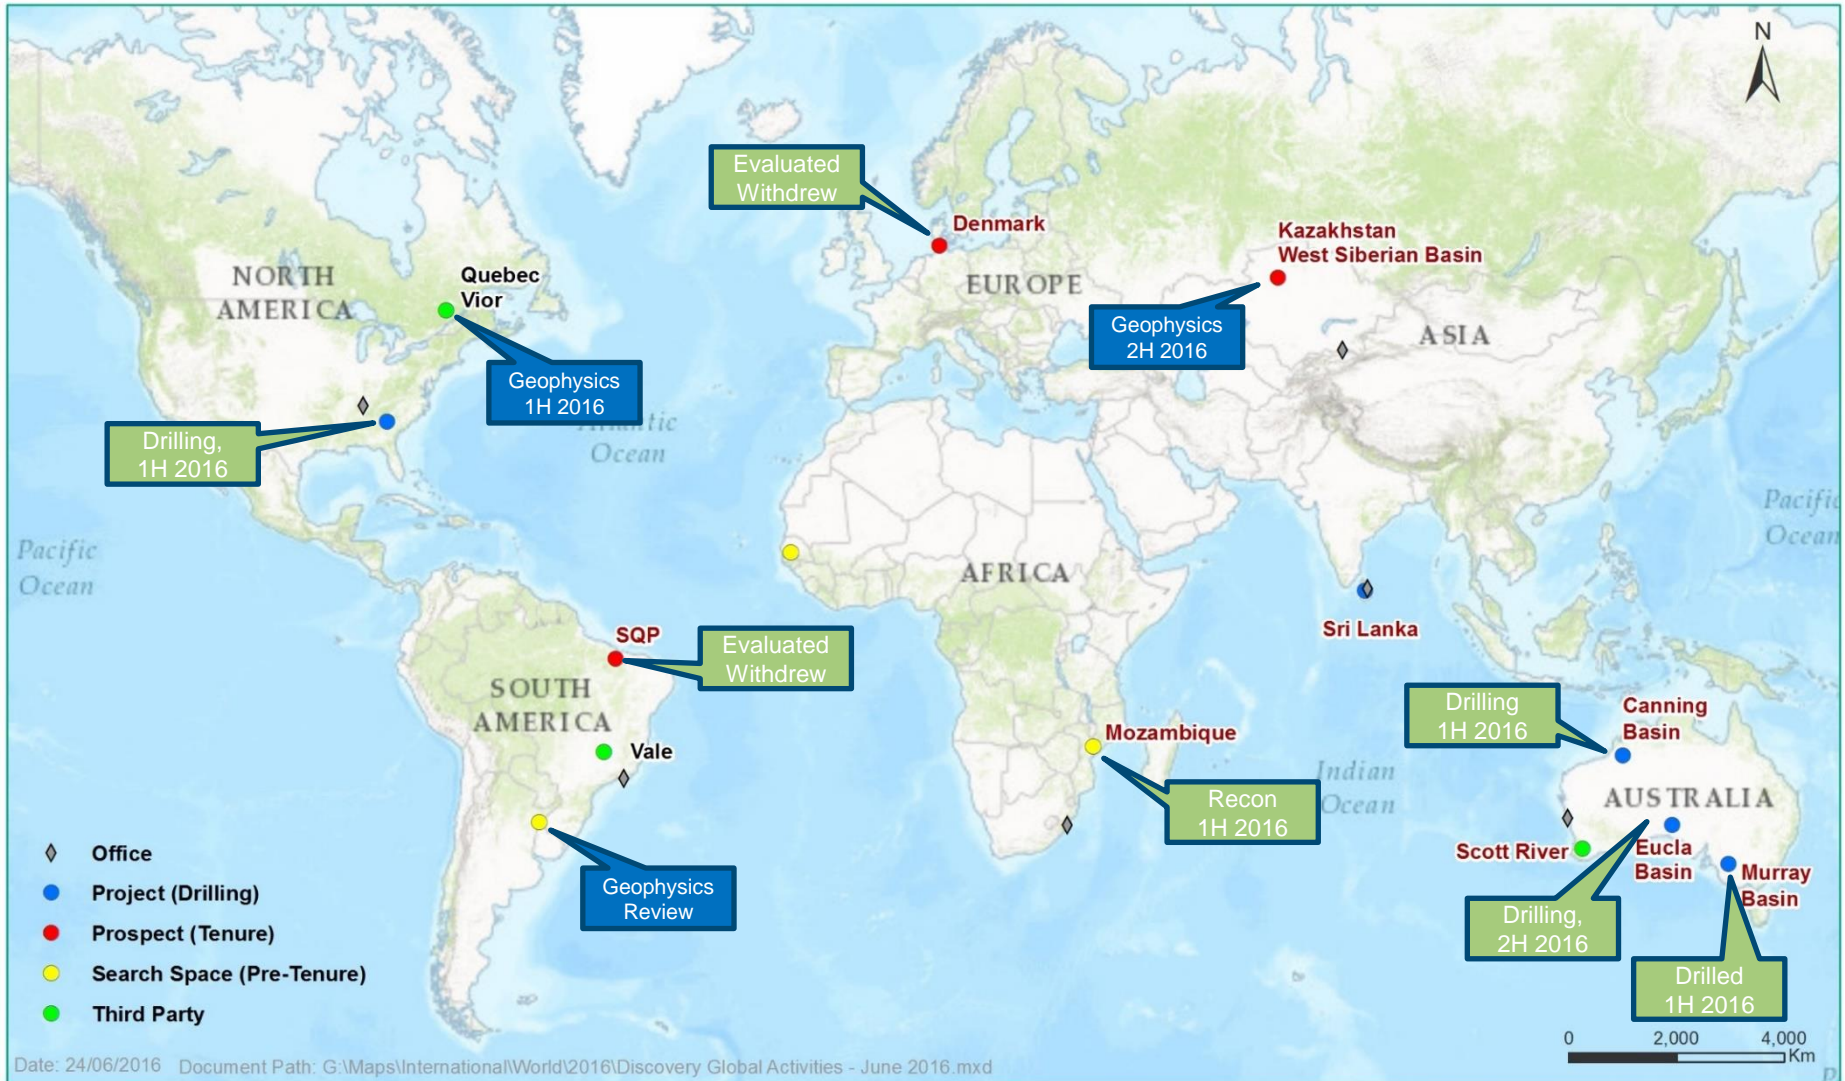 N
Evaluated
Withdrew
Denmark
Kazakhstan
West Siberian Basin
NORTH
AMERICA
Quebec
Vior
EUROPE
Geophysics
2H 2016
ASIA
Geophysics
1H 2016
Atlantic
Ocean
Drilling,
1H 2016
Pacific
Ocean
Pacific
Ocean
AFRICA
SQP
Evaluated
Withdrew
Sri Lanka
SOUTH
AMERICA
Vale
Mozambique
Drilling
1H 2016
Canning
Basin
Indian
Ocean
Recon
1H 2016
AUSTRALIA
Scott River
Eucla
Basin
Murray
Basin
Geophysics
Review
Drilling,
2H 2016
Drilled
1H 2016
Office
Project (Drilling)
Prospect (Tenure)
Search Space (Pre-Tenure)
Third Party
0 2,000 4,000
Km
Date: 24/06/2016 Document Path: G:\Maps\International\World\2016\Discovery Global Activities - June 2016.mxd